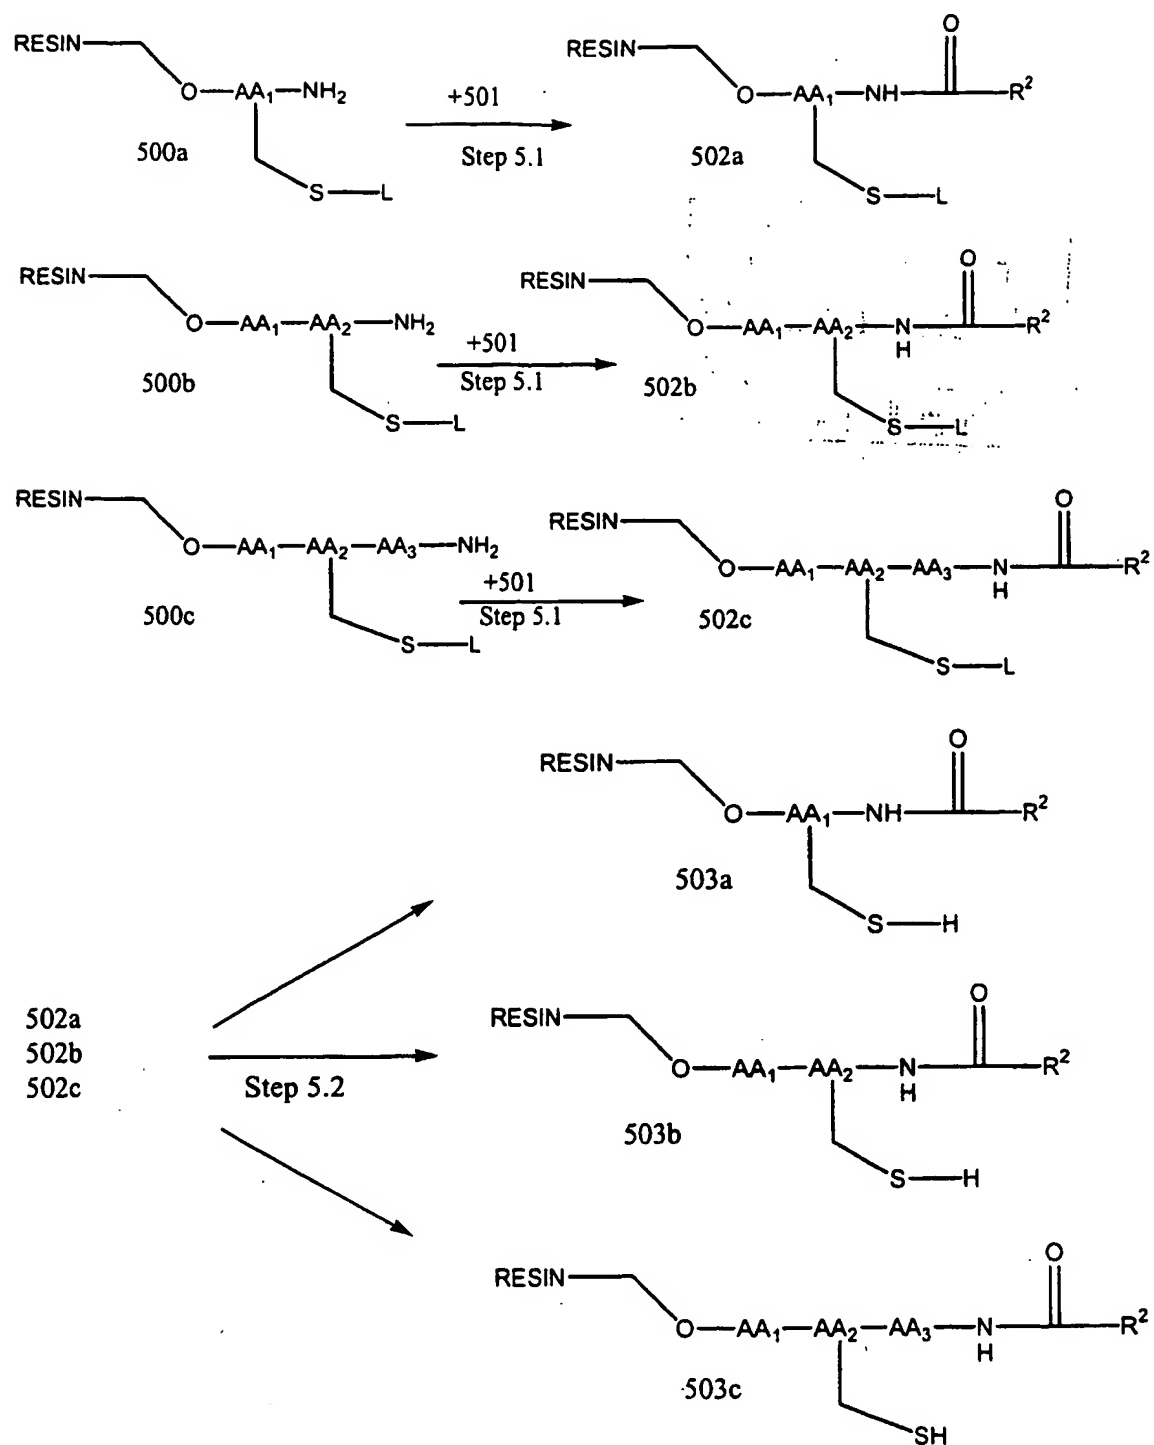 RESIN O AA₁ NH₂ S L 500a
+501
Step 5.1
RESIN O AA₁ NH O R² S L 502a
RESIN O AA₁ AA₂ NH₂ S L 500b
+501
Step 5.1
RESIN O AA₁ AA₂ N H O R² S L 502b
RESIN O AA₁ AA₂ AA₃ NH₂ S L 500c
+501
Step 5.1
RESIN O AA₁ AA₂ AA₃ N H O R² S L 502c
502a
502b
502c
Step 5.2
RESIN O AA₁ NH O R² S H 503a
RESIN O AA₁ AA₂ N H O R² S H 503b
RESIN O AA₁ AA₂ AA₃ N H O R² SH 503c